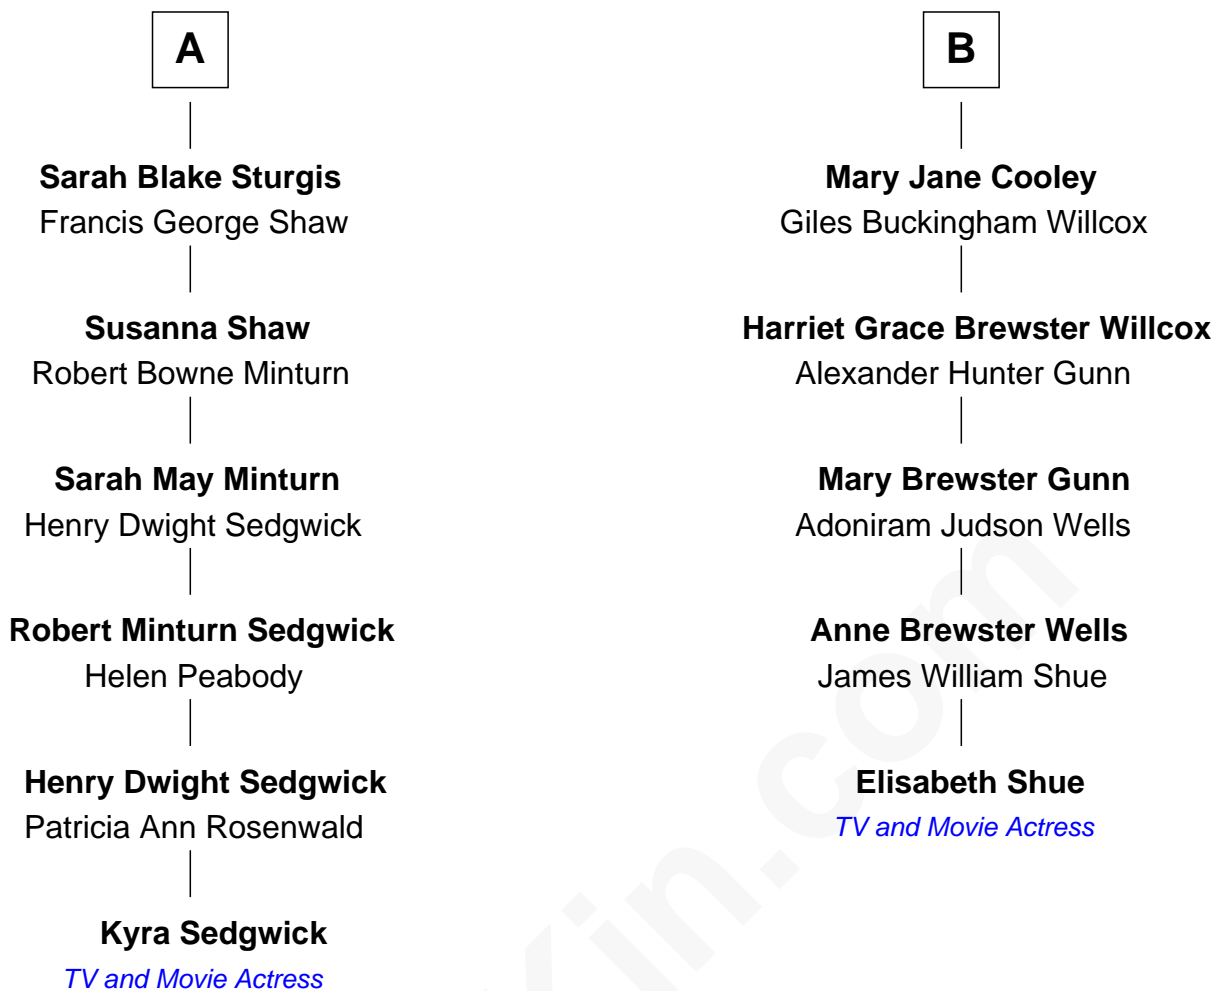 A
Sarah Blake Sturgis
Francis George Shaw
Susanna Shaw
Robert Bowne Minturn
Sarah May Minturn
Henry Dwight Sedgwick
Robert Minturn Sedgwick
Helen Peabody
Henry Dwight Sedgwick
Patricia Ann Rosenwald
Kyra Sedgwick
TV and Movie Actress
B
Mary Jane Cooley
Giles Buckingham Willcox
Harriet Grace Brewster Willcox
Alexander Hunter Gunn
Mary Brewster Gunn
Adoniram Judson Wells
Anne Brewster Wells
James William Shue
Elisabeth Shue
TV and Movie Actress
Kin.com